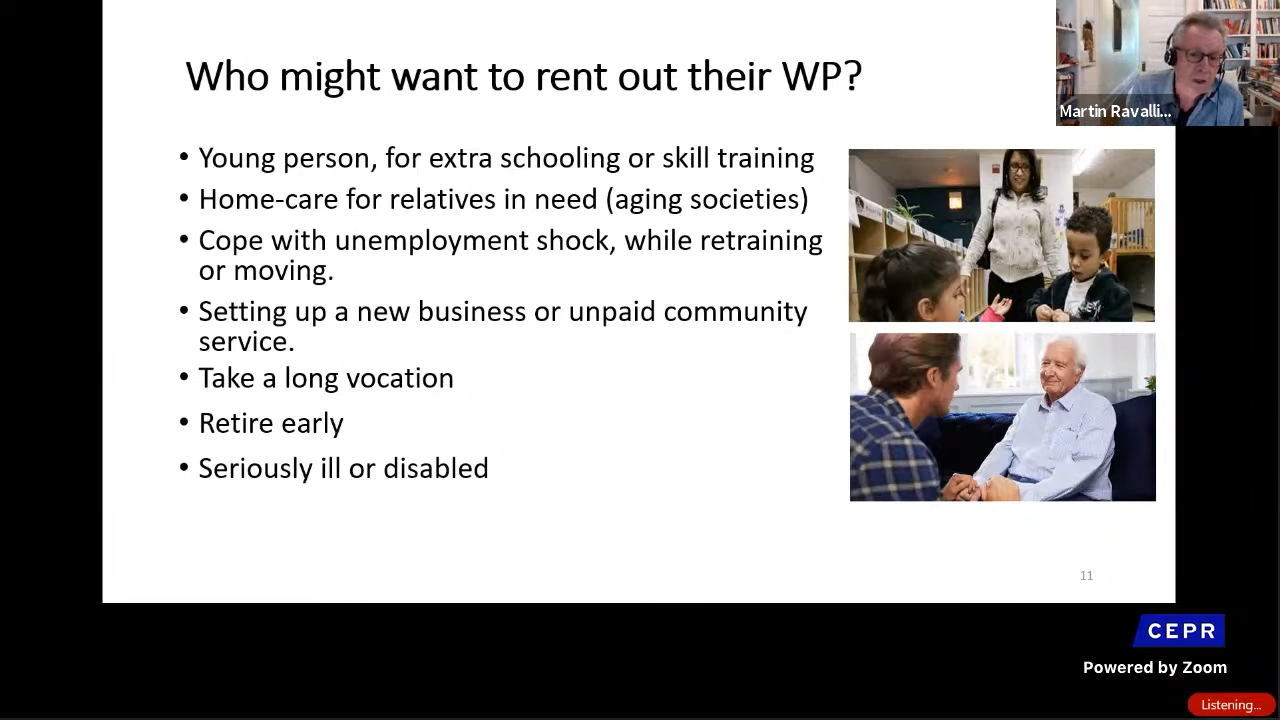 Who might want to rent out their WP?
Martin Ravalli...
• Young person, for extra schooling or skill training
• Home-care for relatives in need (aging societies)
• Cope with unemployment shock, while retraining
or moving.
• Setting up a new business or unpaid community
service.
• Take a long vocation
• Retire early
• Seriously ill or disabled
11
CEPR
Powered by Zoom
Listening...